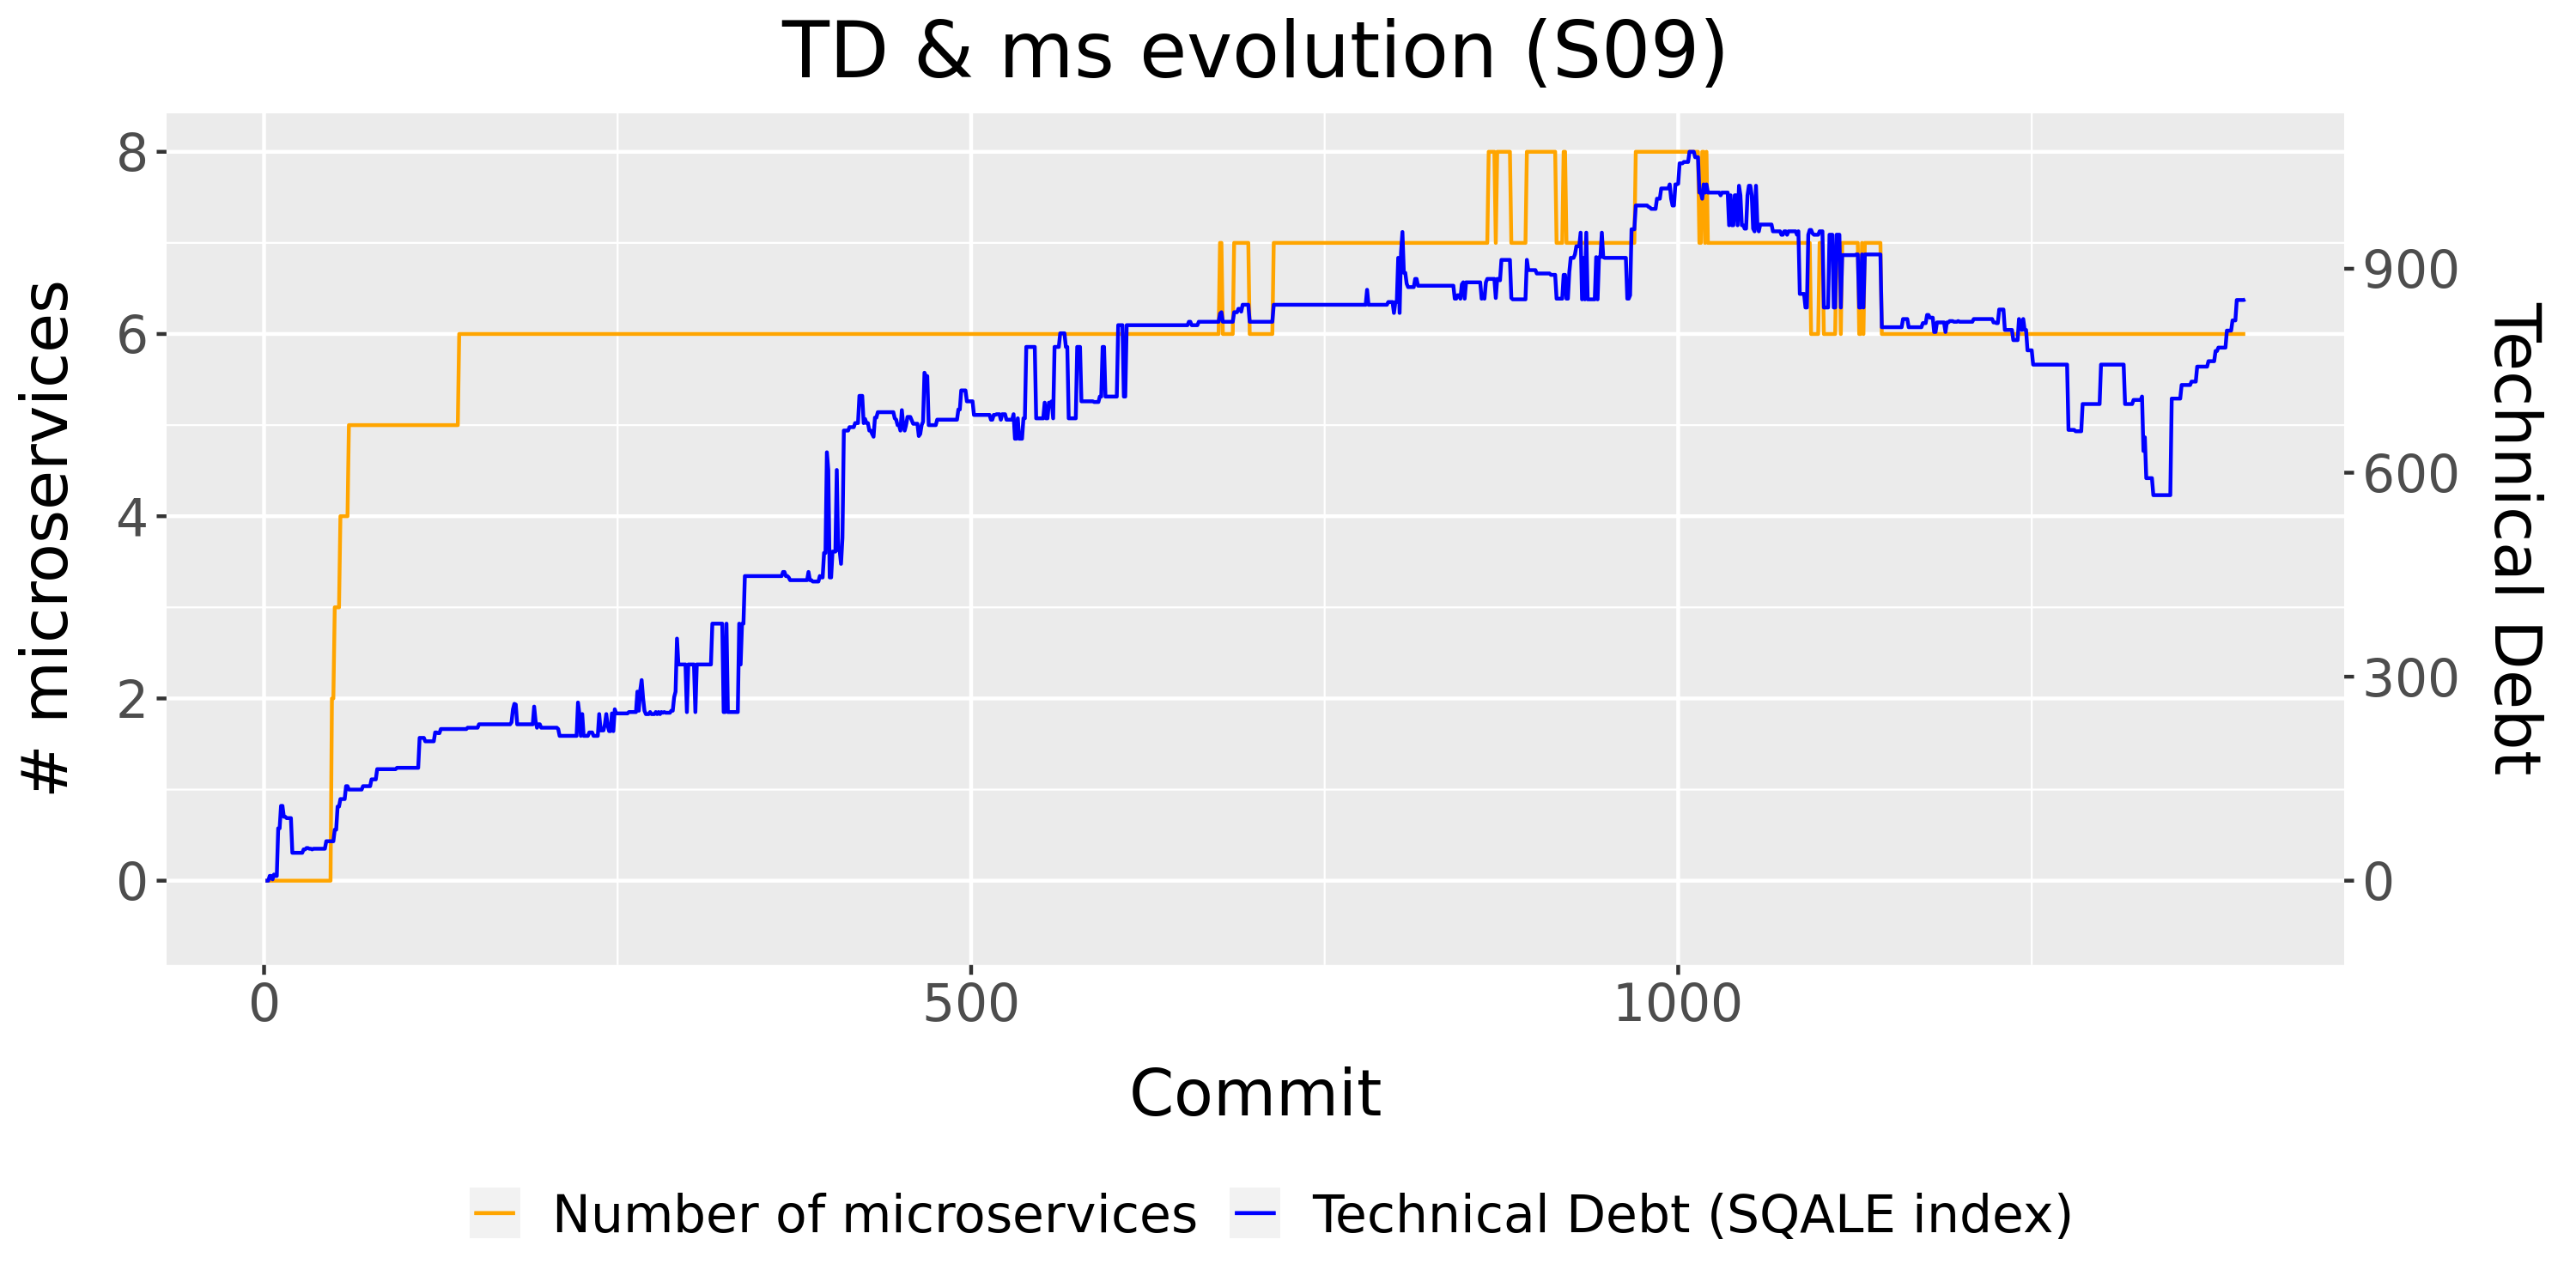 TD & ms evolution (S09)
# microservices
8
6
4
2
0
900
600
300
0
Technical Debt
0 500 1000
Commit
Number of microservices Technical Debt (SQALE index)